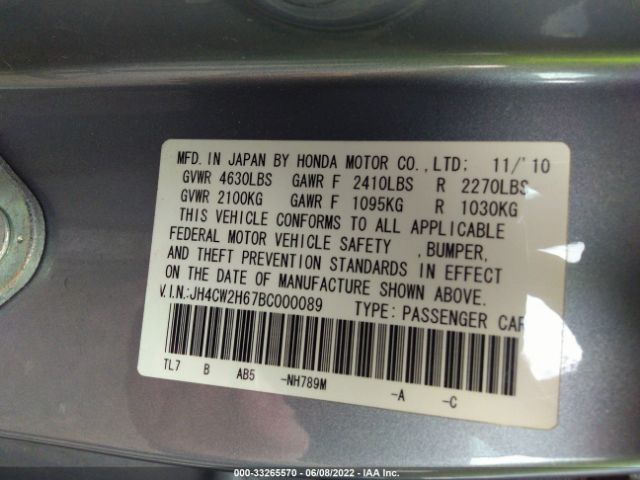 MFD. IN JAPAN BY HONDA MOTOR CO., LTD: 11/'10
GVWR 4630LBS GAWR F 2410LBS R 2270LBS
GVWR 2100KG GAWR F 1095KG R 1030KG
THIS VEHICLE CONFORMS TO ALL APPLICABLE
FEDERAL MOTOR VEHICLE SAFETY , BUMPER,
AND THEFT PREVENTION STANDARDS IN EFFECT
ON THE DATE OF MANUFACTURE SHOWN ABOVE.
V.I.N.:JH4CW2H67BC000089 TYPE: PASSENGER CAR
TL7 B AB5 -NH789M -A -C
000-33265570 - 06/08/2022 - IAA Inc.